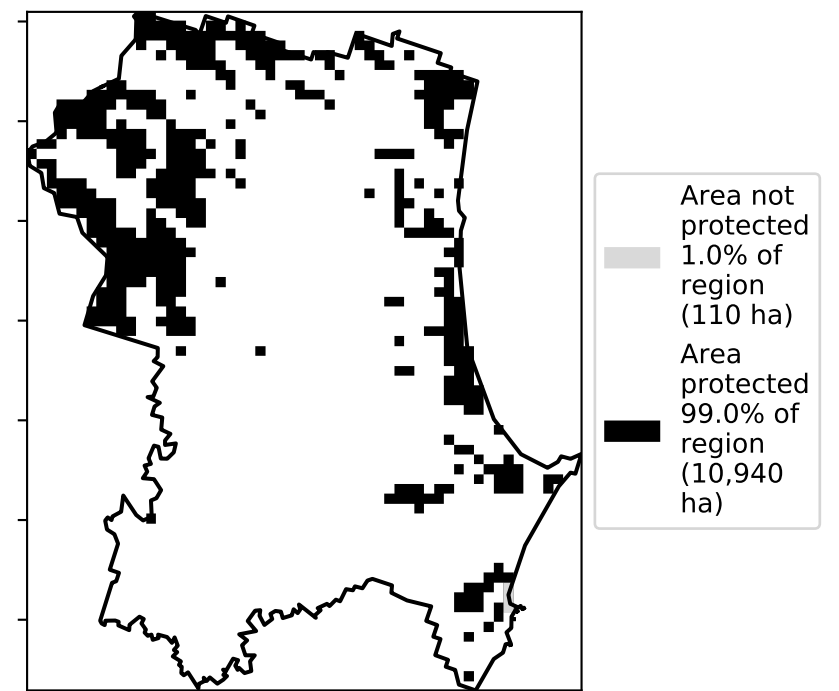 Area not
protected
1.0% of
region
(110 ha)
Area
protected
99.0% of
region
(10,940
ha)